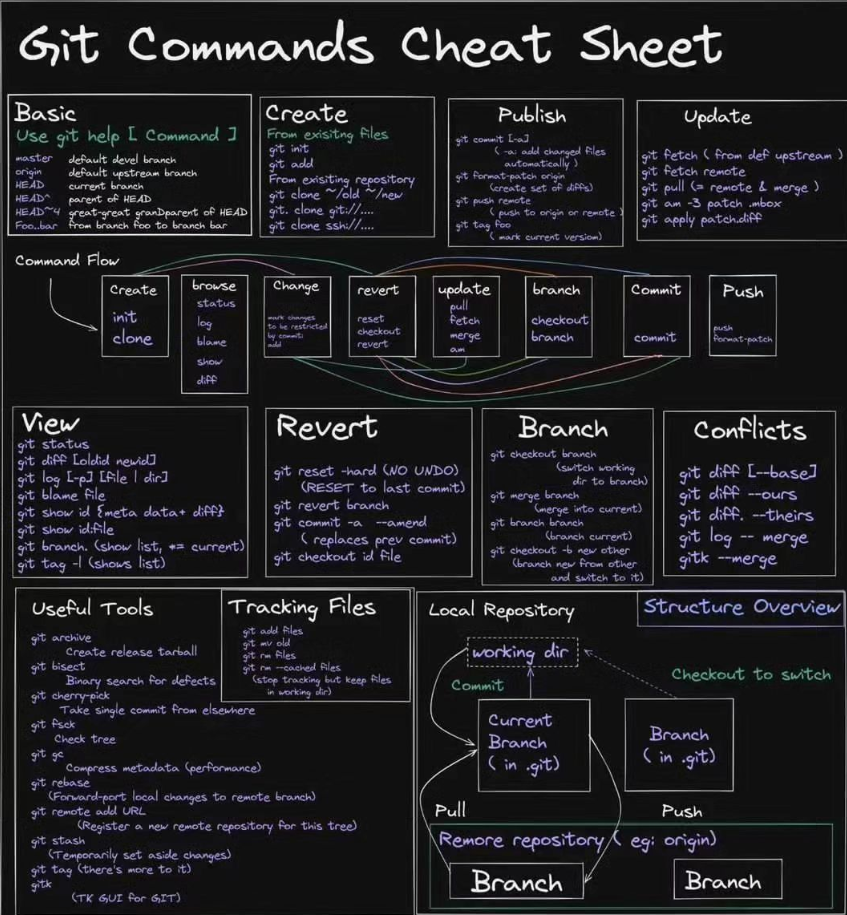 Git Commands Cheat Sheet
Basic
Use git help [ Command ]
master default devel branch
origin default upstream branch
HEAD current branch
HEAD^ parent of HEAD
HEAD~4 great-great granDparent of HEAD
Foo..bar from branch foo to branch bar
Create
From exisitng files
git init
git add
From exisiting repository
git clone ~/old ~/new
git. clone git://....
git clone ssh://....
Publish
git commit [-a]
( -a: add changed files
automatically )
git format-patch origin
(create set of diffs)
git push remote
( push to origin or remote )
git tag foo
( mark current version)
Update
git fetch ( from def upstream )
git fetch remote
git pull (= remote & merge )
git am -3 patch .mbox
git apply patch.diff
Command Flow
Create
init
clone
browse
status
log
blame
show
diff
Change
mark changes
to be restricted
by commit:
add
revert
reset
checkout
revert
update
pull
fetch
merge
am
branch
checkout
branch
Commit
commit
Push
push
format-patch
View
git status
git diff [oldid newid]
git log [-p] [file | dir]
git blame file
git show id {meta data+ diff}
git show id:file
git branch. (show list, *= current)
git tag -l (shows list)
Revert
git reset -hard (NO UNDO)
(RESET to last commit)
git revert branch
git commit -a --amend
( replaces prev commit)
git checkout id file
Branch
git checkout branch
(switch working
dir to branch)
git merge branch
(merge into current)
git branch branch
(branch current)
git checkout -b new other
(branch new from other
and switch to it)
Conflicts
git diff [--base]
git diff --ours
git diff. --theirs
git log -- merge
gitk --merge
Useful Tools
git archive
Create release tarball
git bisect
Binary search for defects
git cherry-pick
Take single commit from elsewhere
git fsck
Check tree
git gc
Compress metadata (performance)
git rebase
(Forward-port local changes to remote branch)
git remote add URL
(Register a new remote repository for this tree)
git stash
(Temporarily set aside changes)
git tag (there's more to it)
gitk
(TK GUI for GIT)
Tracking Files
git add files
git mv old
git rm files
git rm --cached files
(stop tracking but keep files
in working dir)
Local Repository
Structure Overview
working dir
Commit
Checkout to switch
Current
Branch
( in .git)
Branch
( in .git)
Pull
Push
Remore repository ( eg: origin)
Branch
Branch